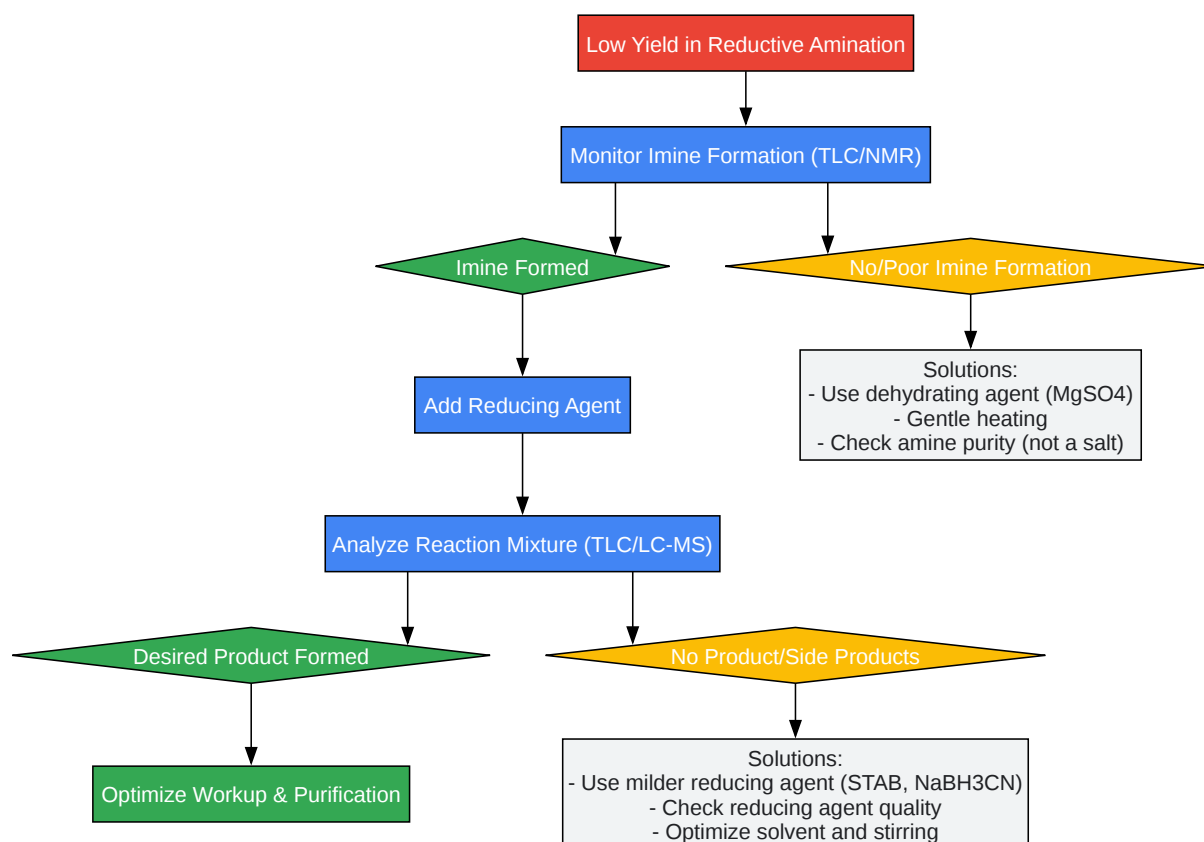 Low Yield in Reductive Amination
Monitor Imine Formation (TLC/NMR)
Imine Formed
No/Poor Imine Formation
Solutions:
- Use dehydrating agent (MgSO4)
- Gentle heating
- Check amine purity (not a salt)
Add Reducing Agent
Analyze Reaction Mixture (TLC/LC-MS)
Desired Product Formed
No Product/Side Products
Optimize Workup & Purification
Solutions:
- Use milder reducing agent (STAB, NaBH3CN)
- Check reducing agent quality
- Optimize solvent and stirring